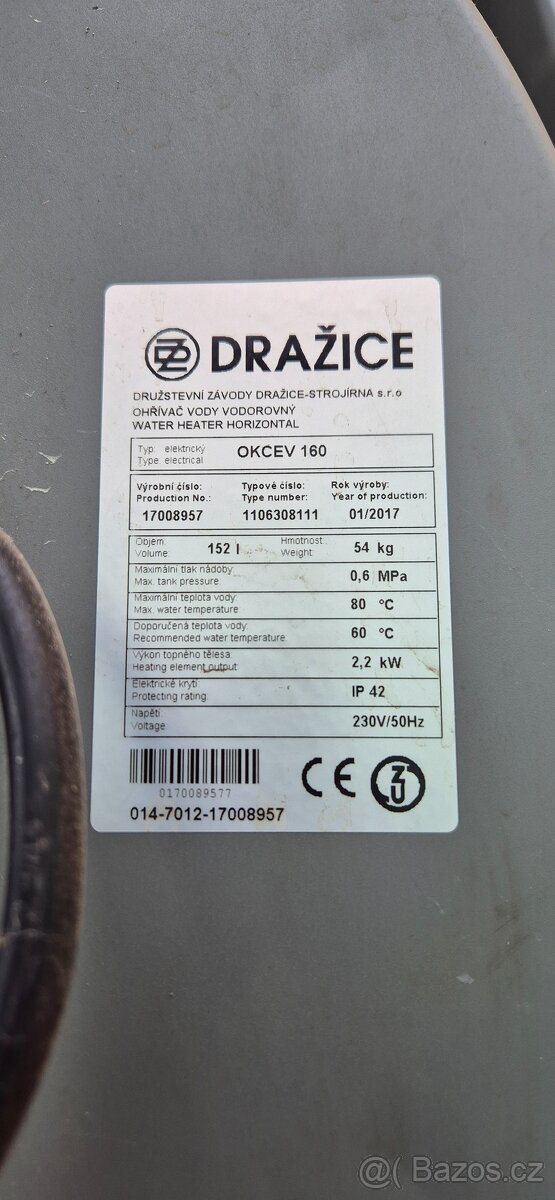 DRAŽICE
DRUŽSTEVNÍ ZÁVODY DRAŽICE-STROJÍRNA s.r.o
OHŘÍVAČ VODY VODOROVNÝ
WATER HEATER HORIZONTAL
Typ: elektrický
Type electrical
OKCEV 160
Výrobní číslo: Typové číslo: Rok výroby:
Production No.: Type number: Year of production:
17008957 1106308111 01/2017
Objem: Hmotnost:
Volume: 152 l Weight: 54 kg
Maximální tlak nádoby:
Max. tank pressure: 0,6 MPa
Maximální teplota vody:
Max. water temperature: 80 °C
Doporučená teplota vody:
Recommended water temperature: 60 °C
Výkon topného tělesa:
Heating element output 2,2 kW
Elektrické krytí:
Protecting rating: IP 42
Napětí:
Voltage: 230V/50Hz
0170089577
CE
014-7012-17008957
@ Bazos.cz